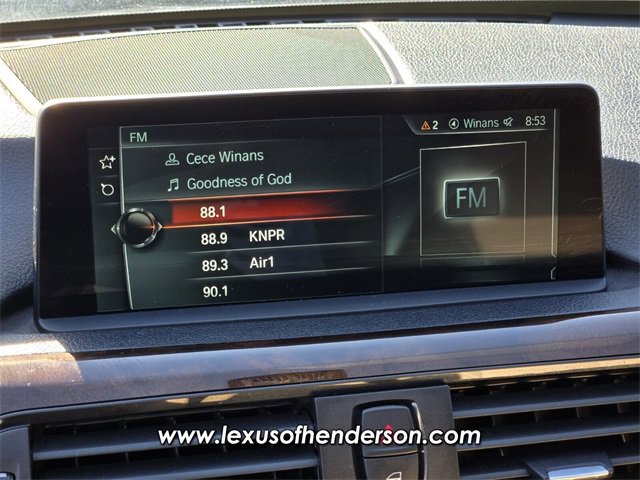 FM
2 Winans 8:53
Cece Winans
Goodness of God
88.1
88.9 KNPR
89.3 Air1
90.1
FM
www.lexusofhenderson.com